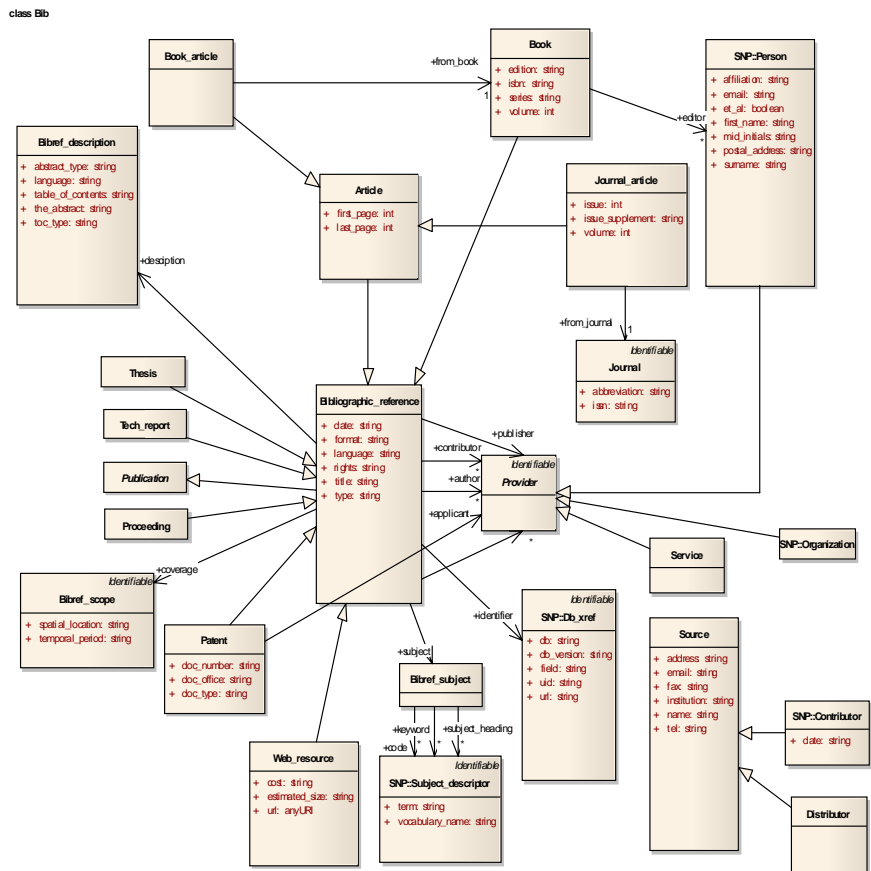 class Bib
Book_article
Book
+ edition: string
+ isbn: string
+ series: string
+ volume: int
SNP::Person
+ affiliation: string
+ email: string
+ et_al: boolean
+ first_name: string
+ mid_initials: string
+ postal_address: string
+ surname: string
+from_book
1
+editor
*
Bibref_description
+ abstract_type: string
+ language: string
+ table_of_contents: string
+ the_abstract: string
+ toc_type: string
Article
+ first_page: int
+ last_page: int
Journal_article
+ issue: int
+ issue_supplement: string
+ volume: int
+desciption
+from_journal
1
Identifiable
Journal
+ abbreviation: string
+ issn: string
Thesis
Tech_report
Publication
Proceeding
Bibliographic_reference
+ date: string
+ format: string
+ language: string
+ rights: string
+ title: string
+ type: string
+publisher
+contributor
*
+author
*
+applicant
*
Identifiable
Provider
Service
SNP::Organization
+coverage
Identifiable
Bibref_scope
+ spatial_location: string
+ temporal_period: string
Patent
+ doc_number: string
+ doc_office: string
+ doc_type: string
+identifier
Identifiable
SNP::Db_xref
+ db: string
+ db_version: string
+ field: string
+ uid: string
+ url: string
Source
+ address: string
+ email: string
+ fax: string
+ institution: string
+ name: string
+ tel: string
+subject
Bibref_subject
+keyword
*
+subject_heading
*
+code
*
Web_resource
+ cost: string
+ estimated_size: string
+ url: anyURI
Identifiable
SNP::Subject_descriptor
+ term: string
+ vocabulary_name: string
SNP::Contributor
+ date: string
Distributor